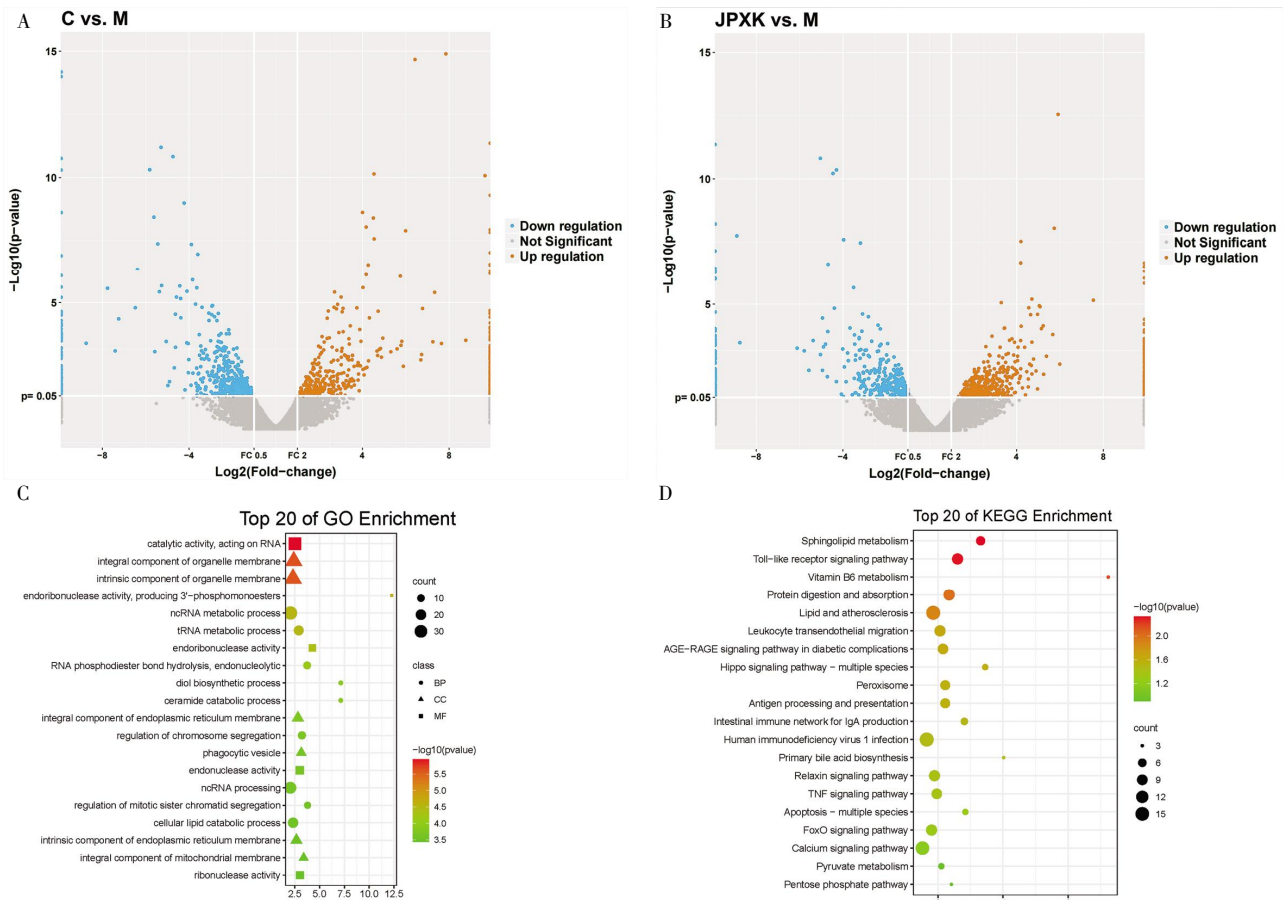 A
C vs. M
15
10
5
p= 0.05
−Lcg10(p−value)
−8
−4
FC 0.5
FC 2
4
8
Log2(Fold−change)
Down regulation
Not Significant
Up regulation
B
JPXK vs. M
15
10
5
p= 0.05
−Log10(p−value)
−8
−4
FC 0.5
FC 2
4
8
Log2(Fold−change)
Down regulation
Not Significant
Up regulation
C
Top 20 of GO Enrichment
catalytic activity, acting on RNA
integral component of organelle membrane
intrinsic component of organelle membrane
endoribonuclease activity, producing 3'−phosphomonoesters
ncRNA metabolic process
tRNA metabolic process
endoribonuclease activity
RNA phosphodiester bond hydrolysis, endonucleolytic
diol biosynthetic process
ceramide catabolic process
integral component of endoplasmic reticulum membrane
regulation of chromosome segregation
phagocytic vesicle
endonuclease activity
ncRNA processing
regulation of mitotic sister chromatid segregation
cellular lipid catabolic process
intrinsic component of endoplasmic reticulum membrane
integral component of mitochondrial membrane
ribonuclease activity
2.5 5.0 7.5 10.0 12.5
count
10
20
30
class
BP
CC
MF
−log10(pvalue)
5.5
5.0
4.5
4.0
3.5
D
Top 20 of KEGG Enrichment
Sphingolipid metabolism
Toll−like receptor signaling pathway
Vitamin B6 metabolism
Protein digestion and absorption
Lipid and atherosclerosis
Leukocyte transendothelial migration
AGE−RAGE signaling pathway in diabetic complications
Hippo signaling pathway − multiple species
Peroxisome
Antigen processing and presentation
Intestinal immune network for IgA production
Human immunodeficiency virus 1 infection
Primary bile acid biosynthesis
Relaxin signaling pathway
TNF signaling pathway
Apoptosis − multiple species
FoxO signaling pathway
Calcium signaling pathway
Pyruvate metabolism
Pentose phosphate pathway
−log10(pvalue)
2.0
1.6
1.2
count
3
6
9
12
15